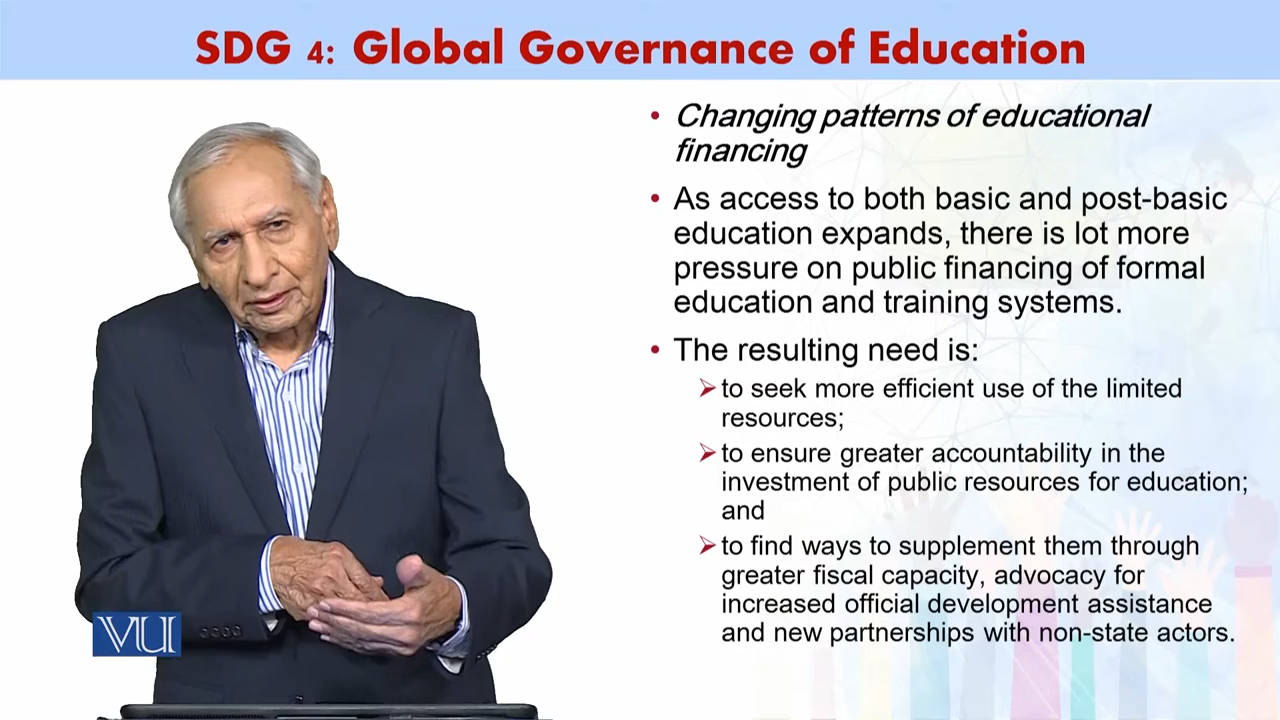 SDG 4: Global Governance of Education
• Changing patterns of educational
financing
• As access to both basic and post-basic
education expands, there is lot more
pressure on public financing of formal
education and training systems.
• The resulting need is:
➢ to seek more efficient use of the limited
resources;
➢ to ensure greater accountability in the
investment of public resources for education;
and
➢ to find ways to supplement them through
greater fiscal capacity, advocacy for
increased official development assistance
and new partnerships with non-state actors.
VU